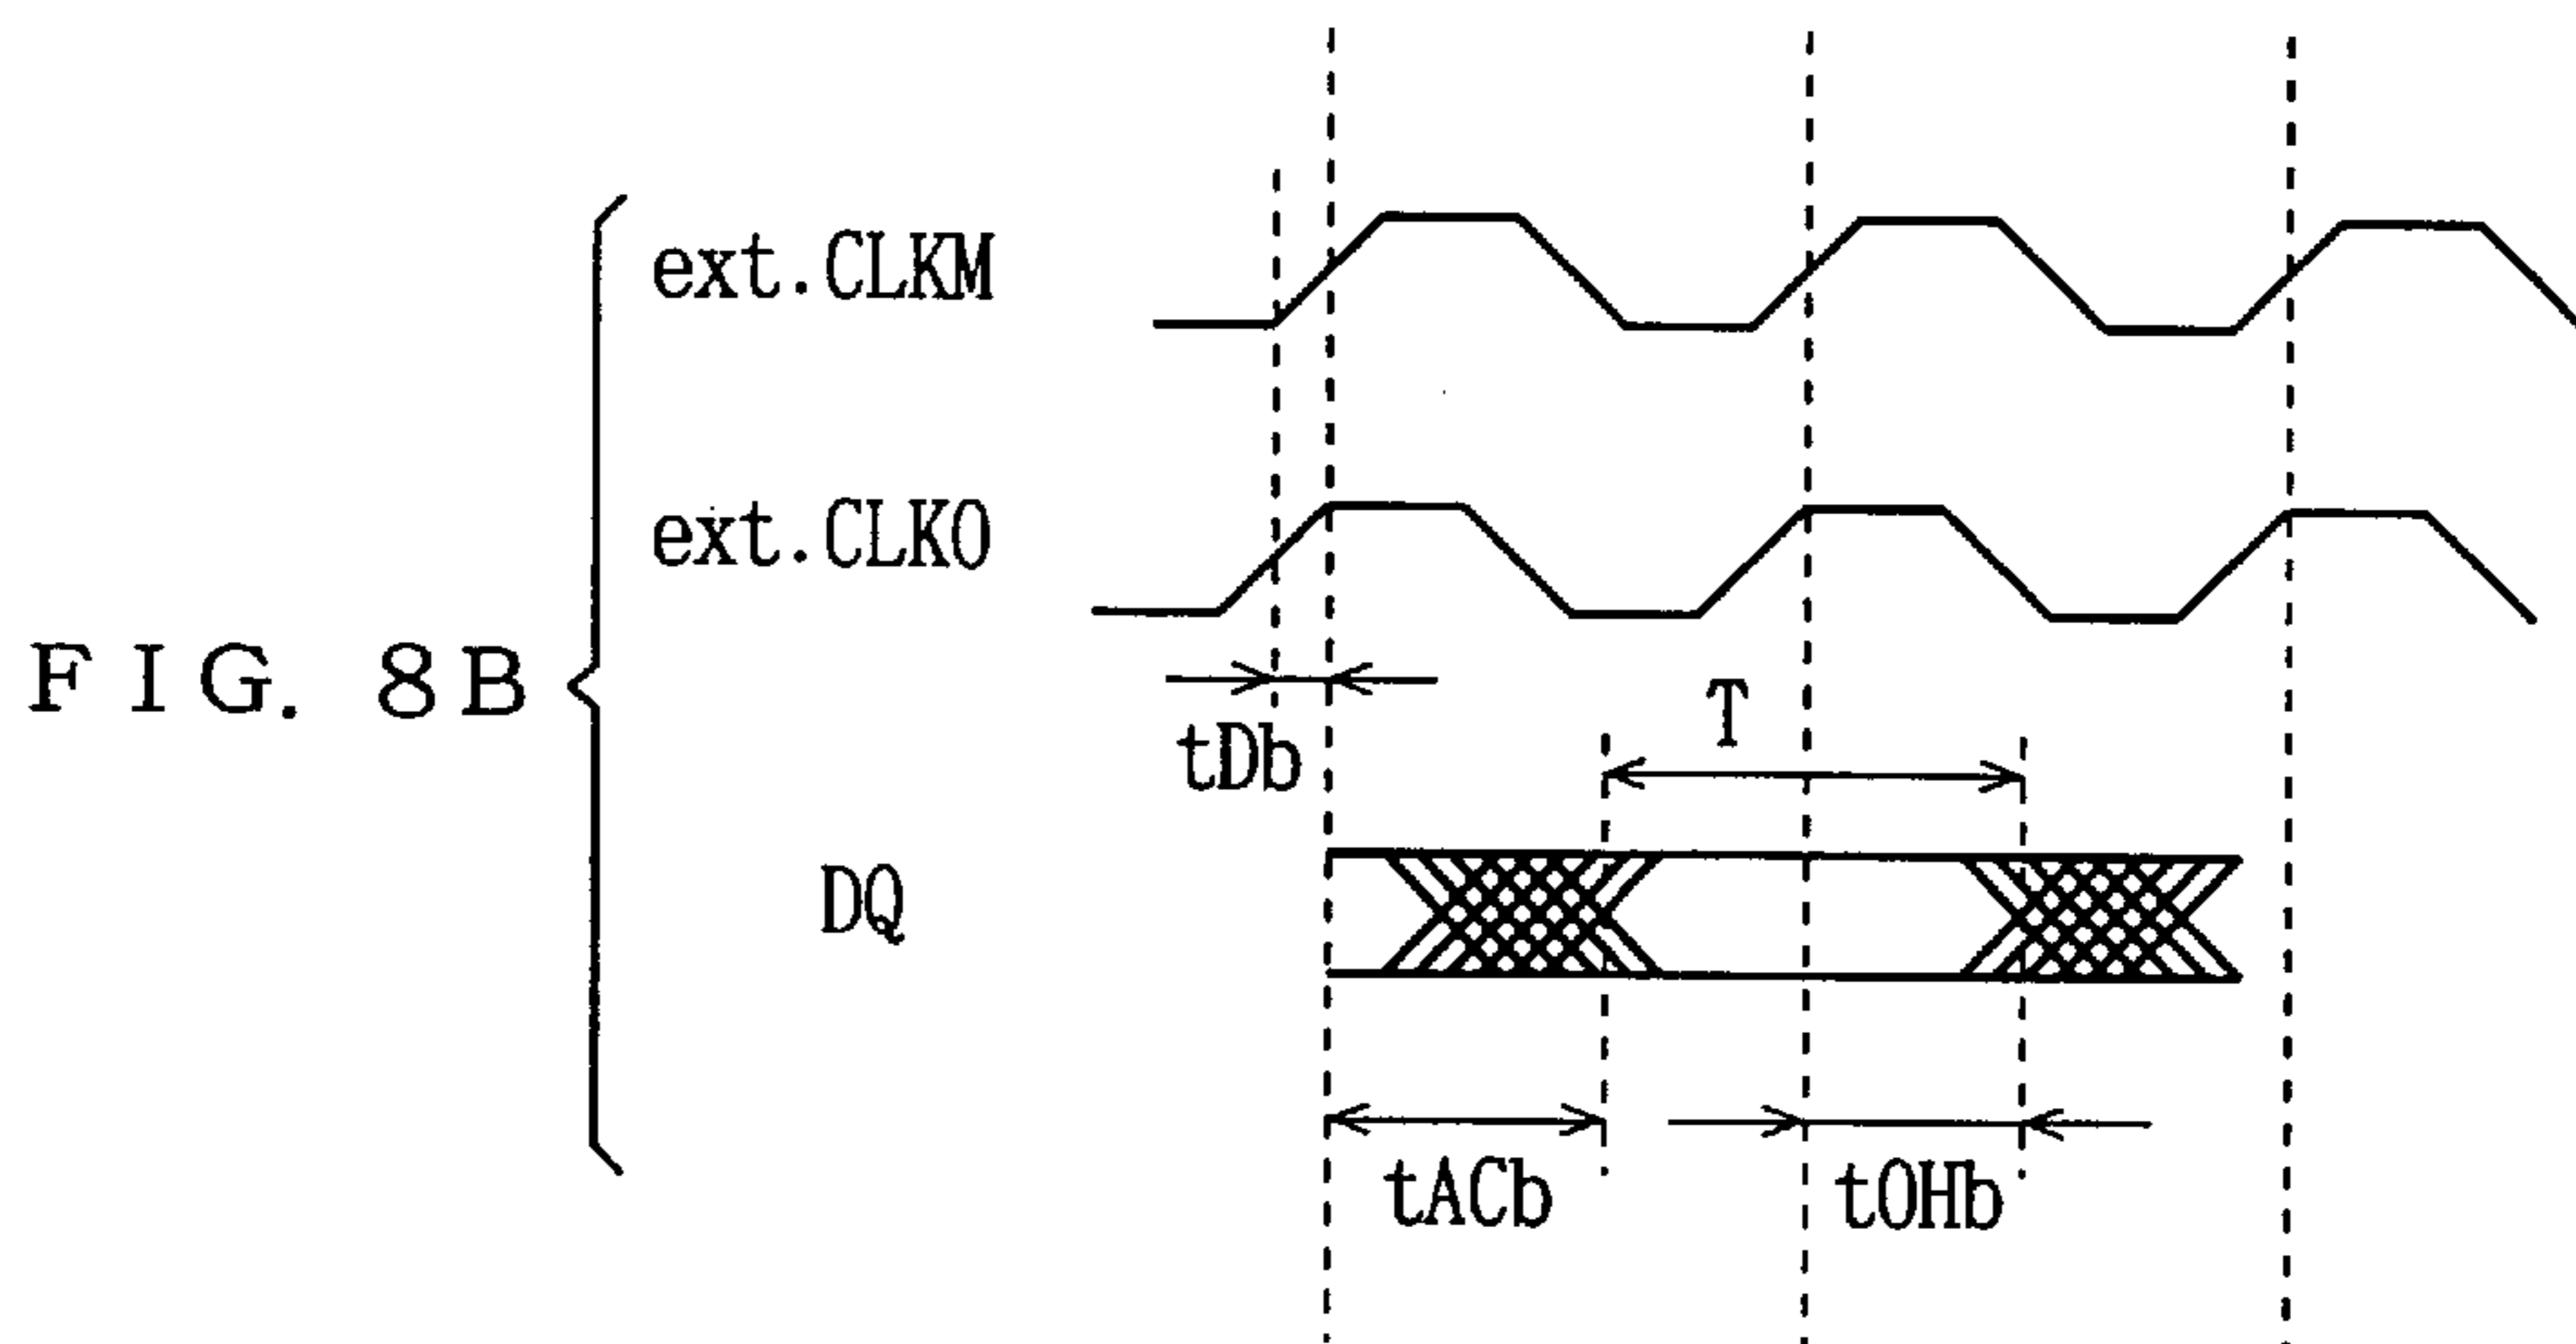 ext.CLKM
ext.CLKO
FIG. 8B
tDb
T
DQ
tACb
tOHb